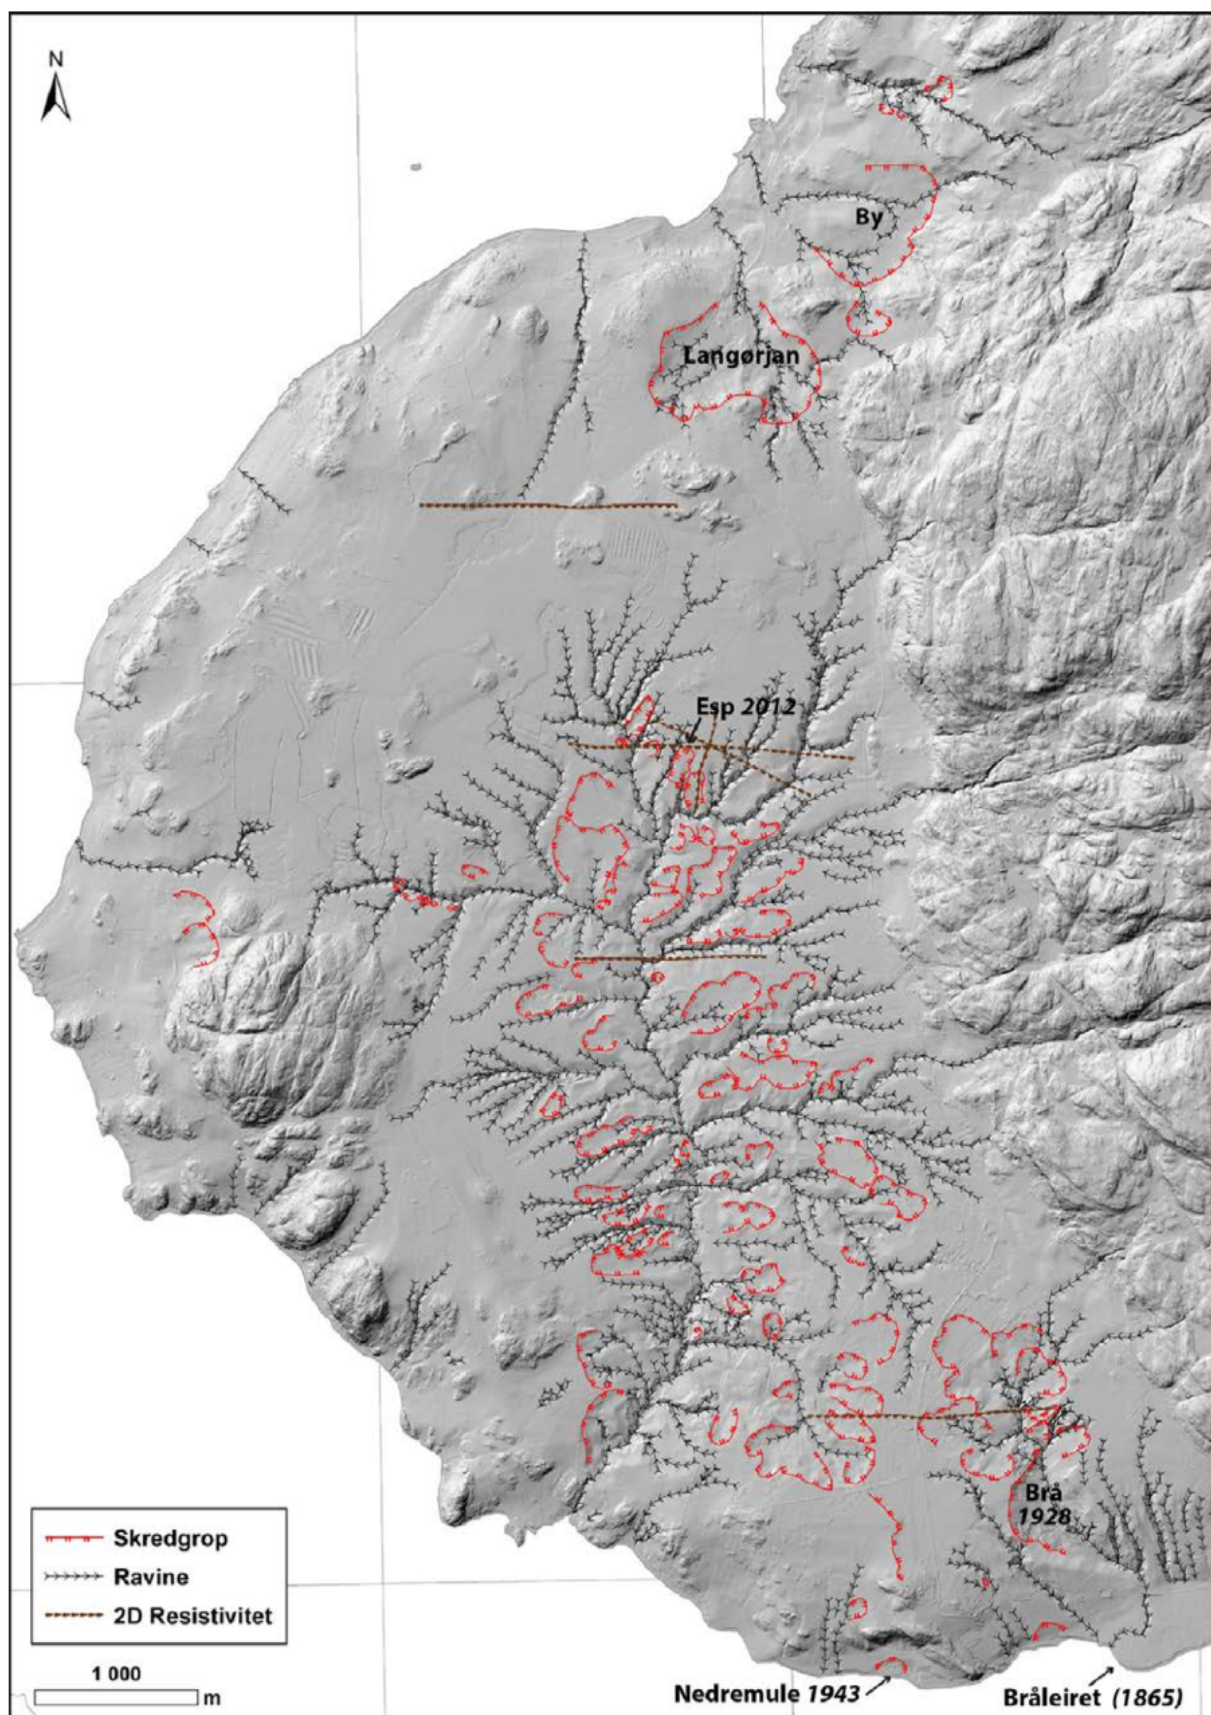 N
By
Langørjan
Esp 2012
Brå
1928
Skredgrop
Ravine
2D Resistivitet
1 000
m
Nedremule 1943
Bråleiret (1865)